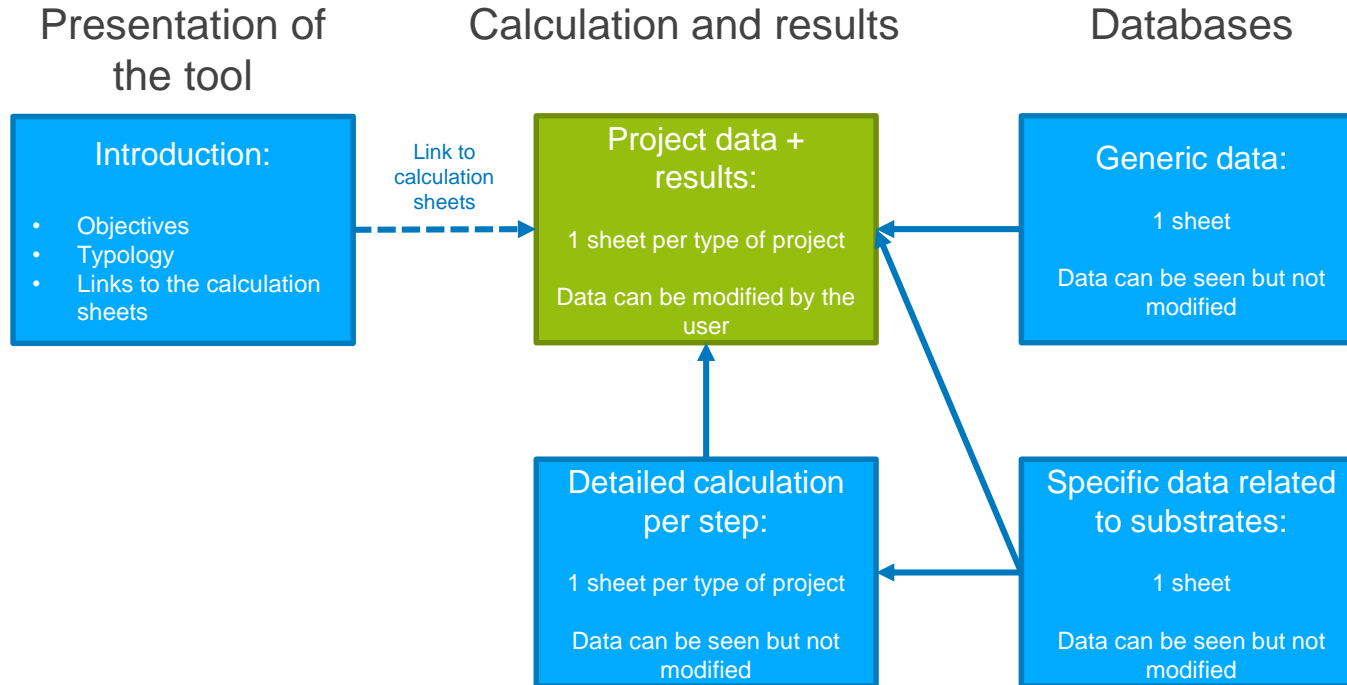 Presentation of
the tool
Calculation and results
Databases
Introduction:
• Objectives
• Typology
• Links to the calculation
sheets
Link to
calculation
sheets
Project data +
results:
1 sheet per type of project
Data can be modified by the
user
Generic data:
1 sheet
Data can be seen but not
modified
Detailed calculation
per step:
1 sheet per type of project
Data can be seen but not
modified
Specific data related
to substrates:
1 sheet
Data can be seen but not
modified